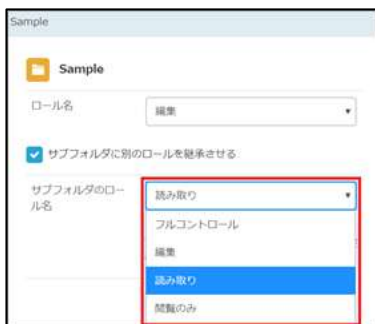 Sample
Sample
ロール名
編集
サブフォルダに別のロールを継承させる
サブフォルダのロー
ル名
読み取り
フルコントロール
編集
読み取り
閲覧のみ